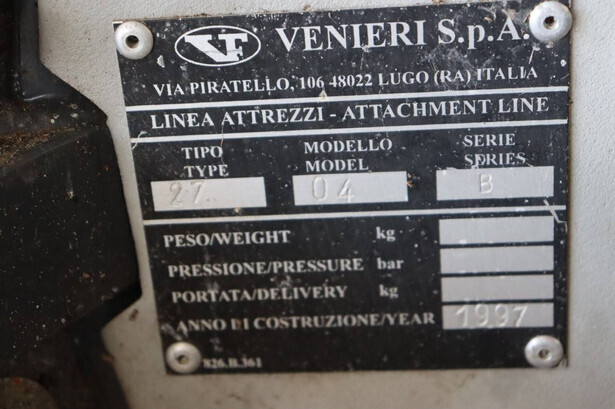 VF VENIERI S.p.A.
VIA PIRATELLO, 106 48022 LUGO (RA) ITALIA
LINEA ATTREZZI - ATTACHMENT LINE
TIPO MODELLO SERIE
TYPE MODEL SERIES
27 04 B
PESO/WEIGHT kg
PRESSIONE/PRESSURE bar
PORTATA/DELIVERY kg
ANNO DI COSTRUZIONE/YEAR 1997
826.B.361